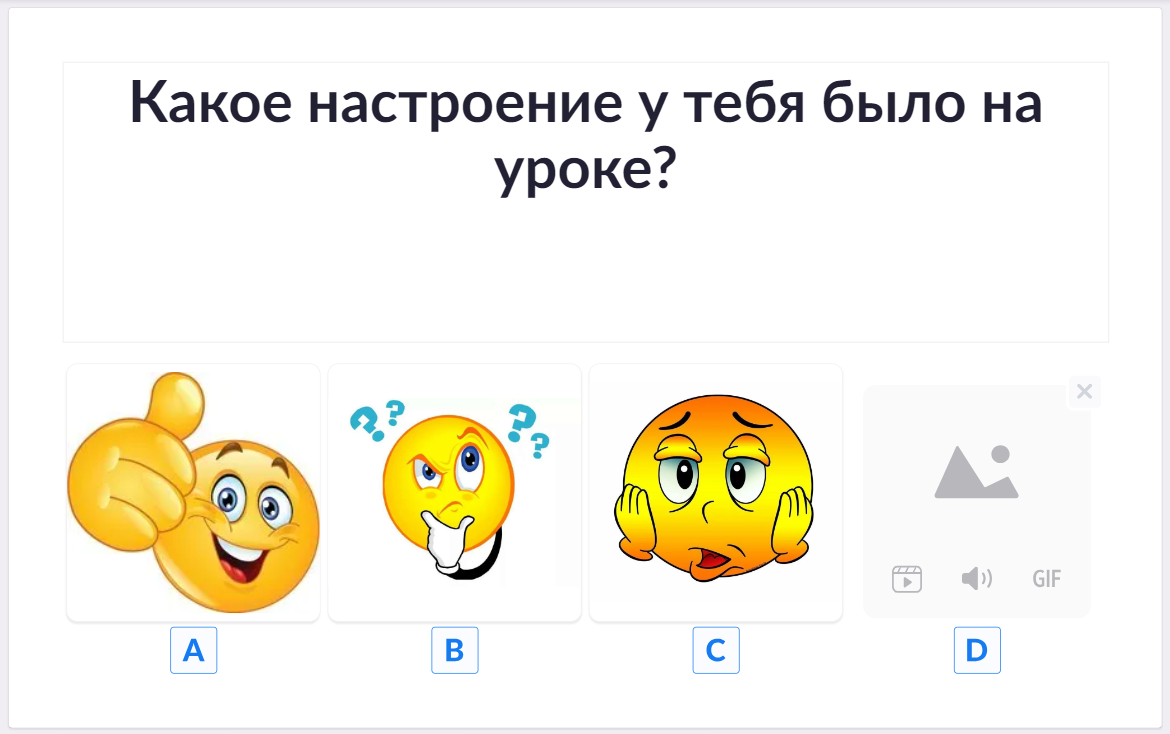 Какое настроение у тебя было на
уроке?
? ? ? ?
GIF
A B C D